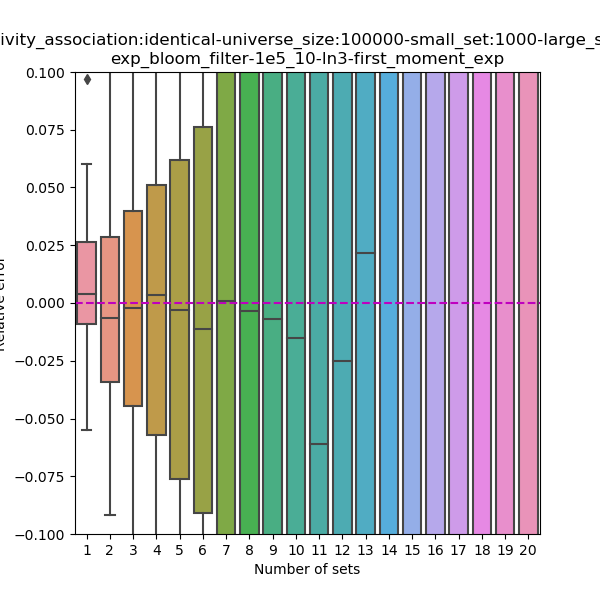 ivity_association:identical-universe_size:100000-small_set:1000-large_s
exp_bloom_filter-1e5_10-ln3-first_moment_exp
0.100
0.075
0.050
0.025
0.000
−0.025
−0.050
−0.075
−0.100
Relative error
1 2 3 4 5 6 7 8 9 10 11 12 13 14 15 16 17 18 19 20
Number of sets